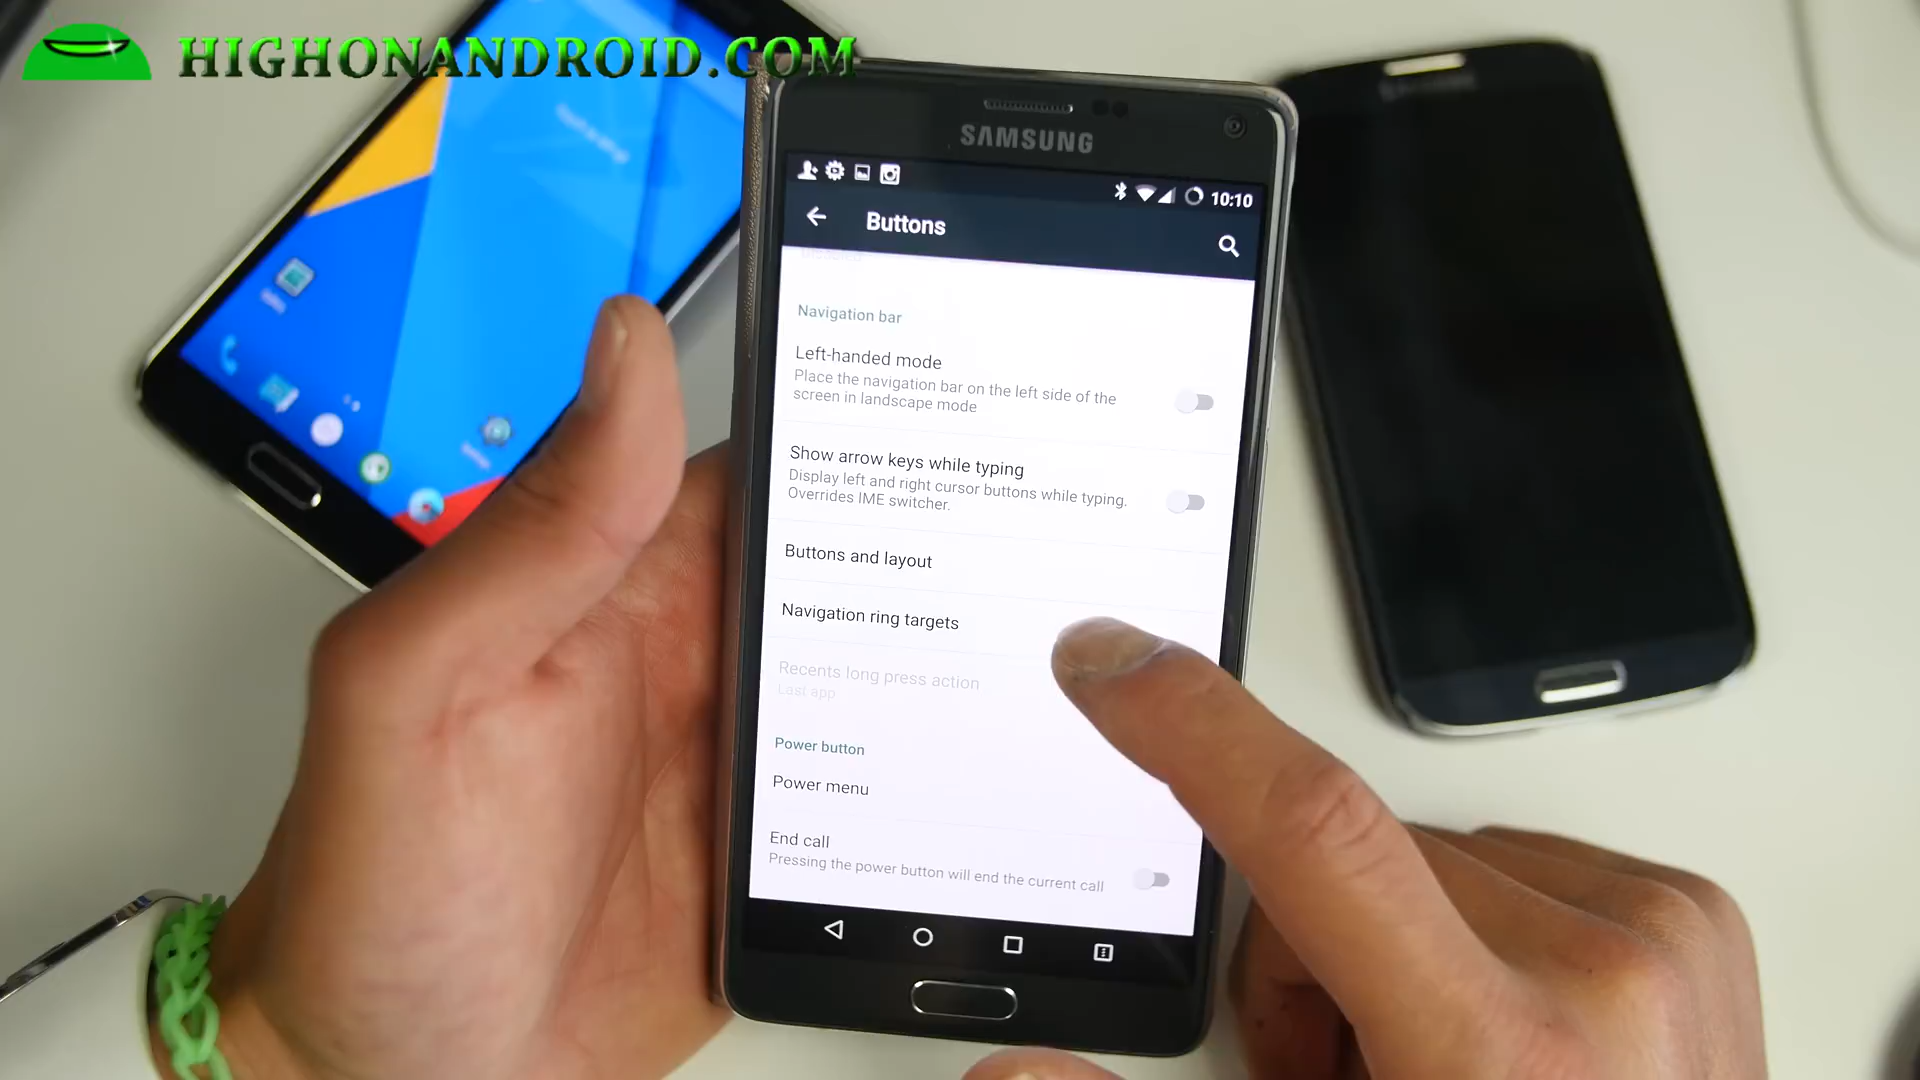 HIGHONANDROID.COM
SAMSUNG
10:10
Buttons
Disabled
Navigation bar
Left-handed mode
Place the navigation bar on the left side of the
screen in landscape mode
Show arrow keys while typing
Display left and right cursor buttons while typing.
Overrides IME switcher.
Buttons and layout
Navigation ring targets
Recents long press action
Last app
Power button
Power menu
End call
Pressing the power button will end the current call